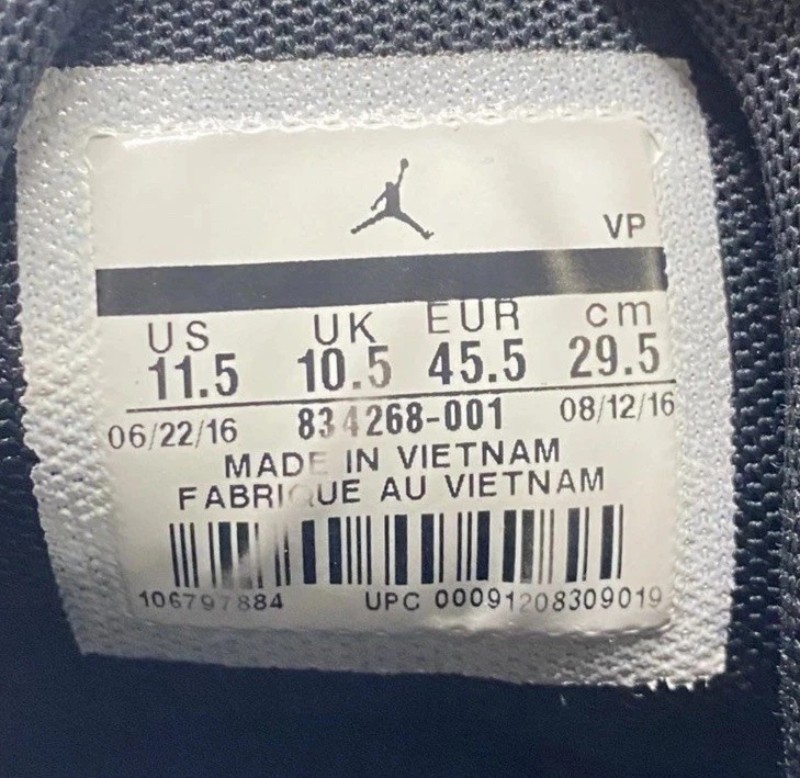 VP
US UK EUR cm
11.5 10.5 45.5 29.5
06/22/16 834268-001 08/12/16
MADE IN VIETNAM
FABRIQUE AU VIETNAM
106797884 UPC 00091208309019